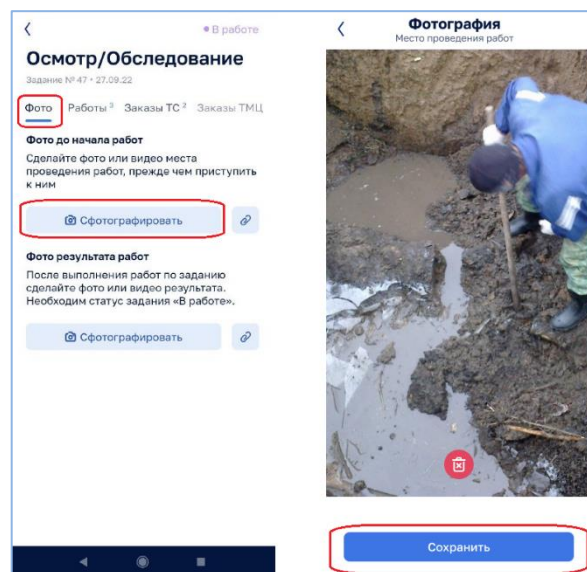 В работе
Осмотр/Обследование
Задание № 47 • 27.09.22
Фото Работы 3 Заказы ТС 2 Заказы ТМЦ
Фото до начала работ
Сделайте фото или видео места
проведения работ, прежде чем приступить
к ним
Сфотографировать
Фото результата работ
После выполнения работ по заданию
сделайте фото или видео результата.
Необходим статус задания «В работе».
Сфотографировать
Фотография
Место проведения работ
Сохранить